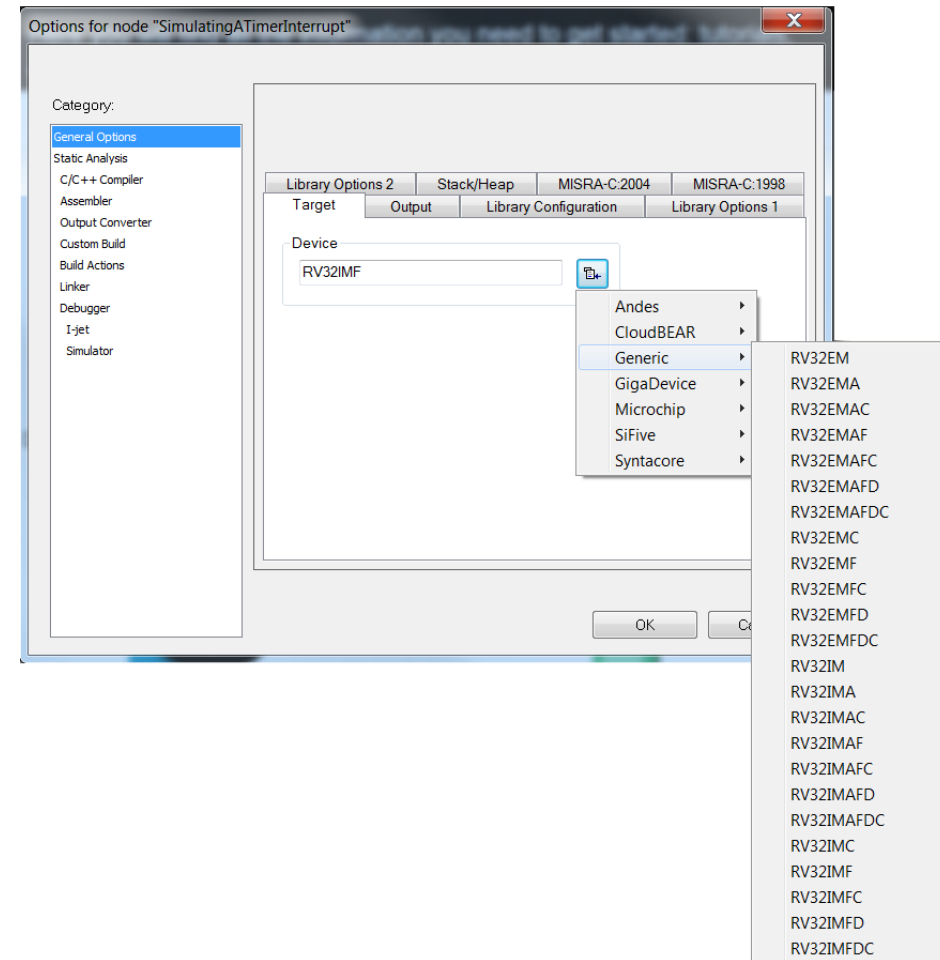 Options for node "SimulatingATimerInterrupt"
Category:
General Options
Static Analysis
C/C++ Compiler
Assembler
Output Converter
Custom Build
Build Actions
Linker
Debugger
I-jet
Simulator
Library Options 2
Stack/Heap
MISRA-C:2004
MISRA-C:1998
Target
Output
Library Configuration
Library Options 1
Device
RV32IMF
Andes
CloudBEAR
Generic
GigaDevice
Microchip
SiFive
Syntacore
RV32EM
RV32EMA
RV32EMAC
RV32EMAF
RV32EMAFC
RV32EMAFD
RV32EMAFDC
RV32EMC
RV32EMF
RV32EMFC
RV32EMFD
RV32EMFDC
RV32IM
RV32IMA
RV32IMAC
RV32IMAF
RV32IMAFC
RV32IMAFD
RV32IMAFDC
RV32IMC
RV32IMF
RV32IMFC
RV32IMFD
RV32IMFDC
OK